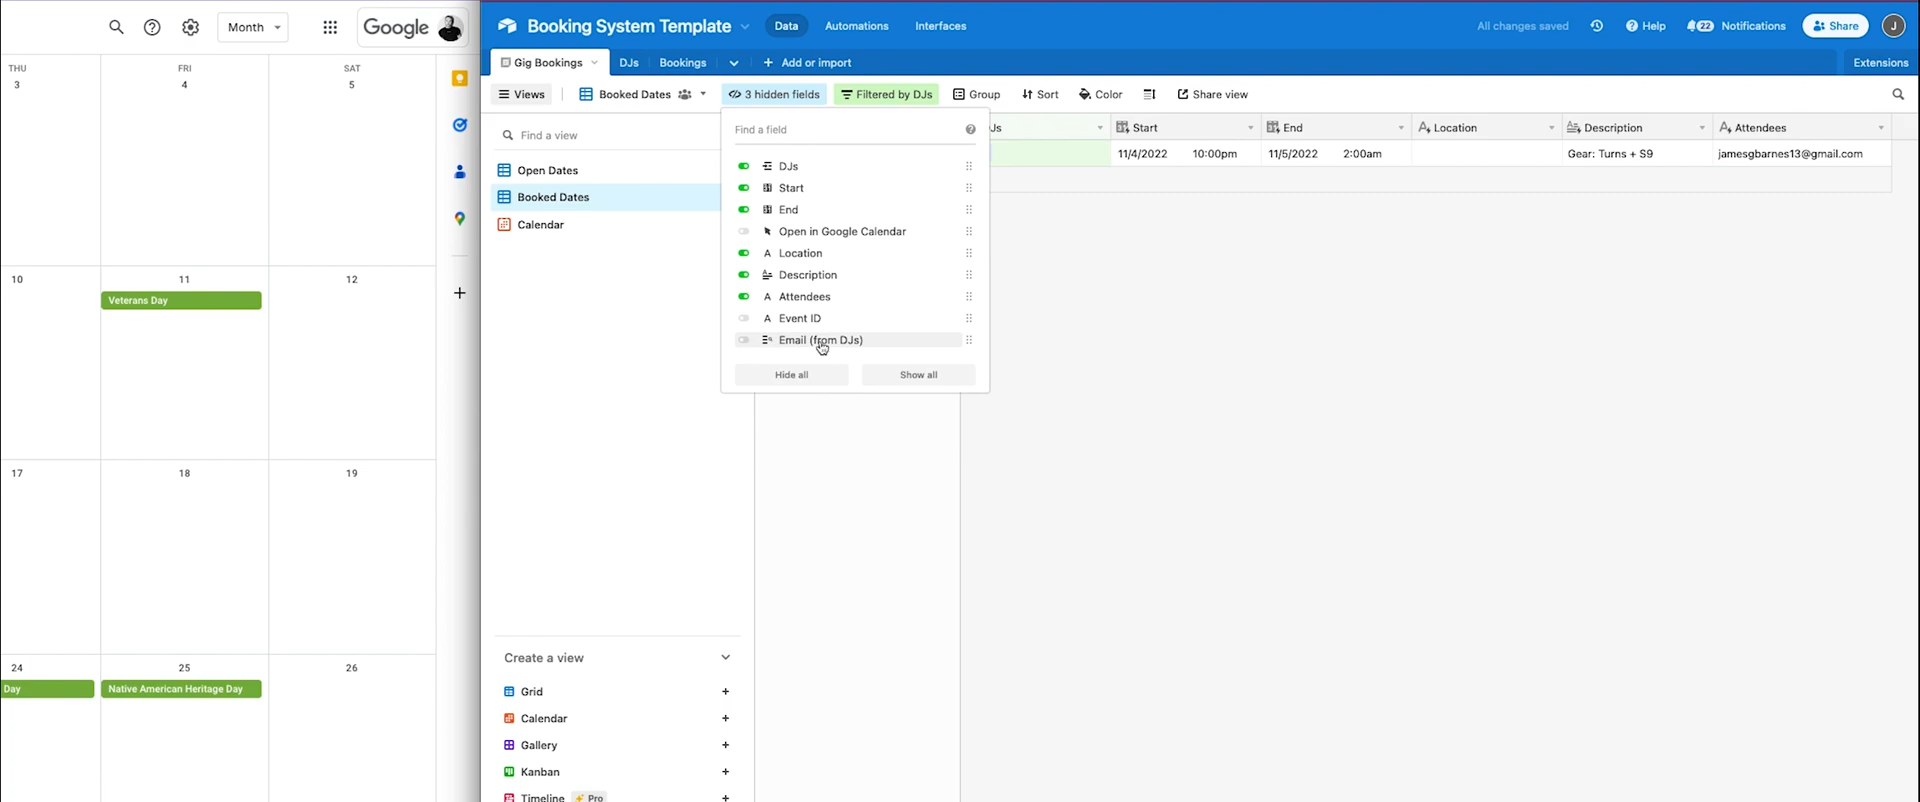 Month
Google
THU
FRI
SAT
3
4
5
10
11
12
Veterans Day
17
18
19
24
25
26
Day
Native American Heritage Day
Booking System Template
Data
Automations
Interfaces
All changes saved
Help
22
Notifications
Share
J
Gig Bookings
DJs
Bookings
Add or import
Extensions
Views
Booked Dates
3 hidden fields
Filtered by DJs
Group
Sort
Color
Share view
Find a view
Open Dates
Booked Dates
Calendar
Find a field
DJs
Start
End
Open in Google Calendar
Location
Description
Attendees
Event ID
Email (from DJs)
Hide all
Show all
Js
Start
End
Location
Description
Attendees
11/4/2022 10:00pm
11/5/2022 2:00am
Gear: Turns + S9
jamesgbarnes13@gmail.com
Create a view
Grid
Calendar
Gallery
Kanban
Timeline
Pro